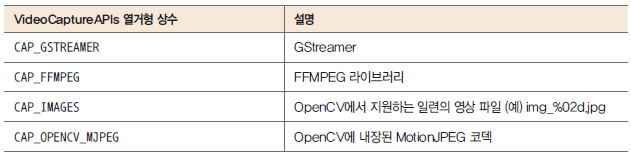 VideoCaptureAPIs 열거형 상수 설명
CAP_GSTREAMER GStreamer
CAP_FFMPEG FFMPEG 라이브러리
CAP_IMAGES OpenCV에서 지원하는 일련의 영상 파일 (예) img_%02d.jpg
CAP_OPENCV_MJPEG OpenCV에 내장된 MotionJPEG 코덱